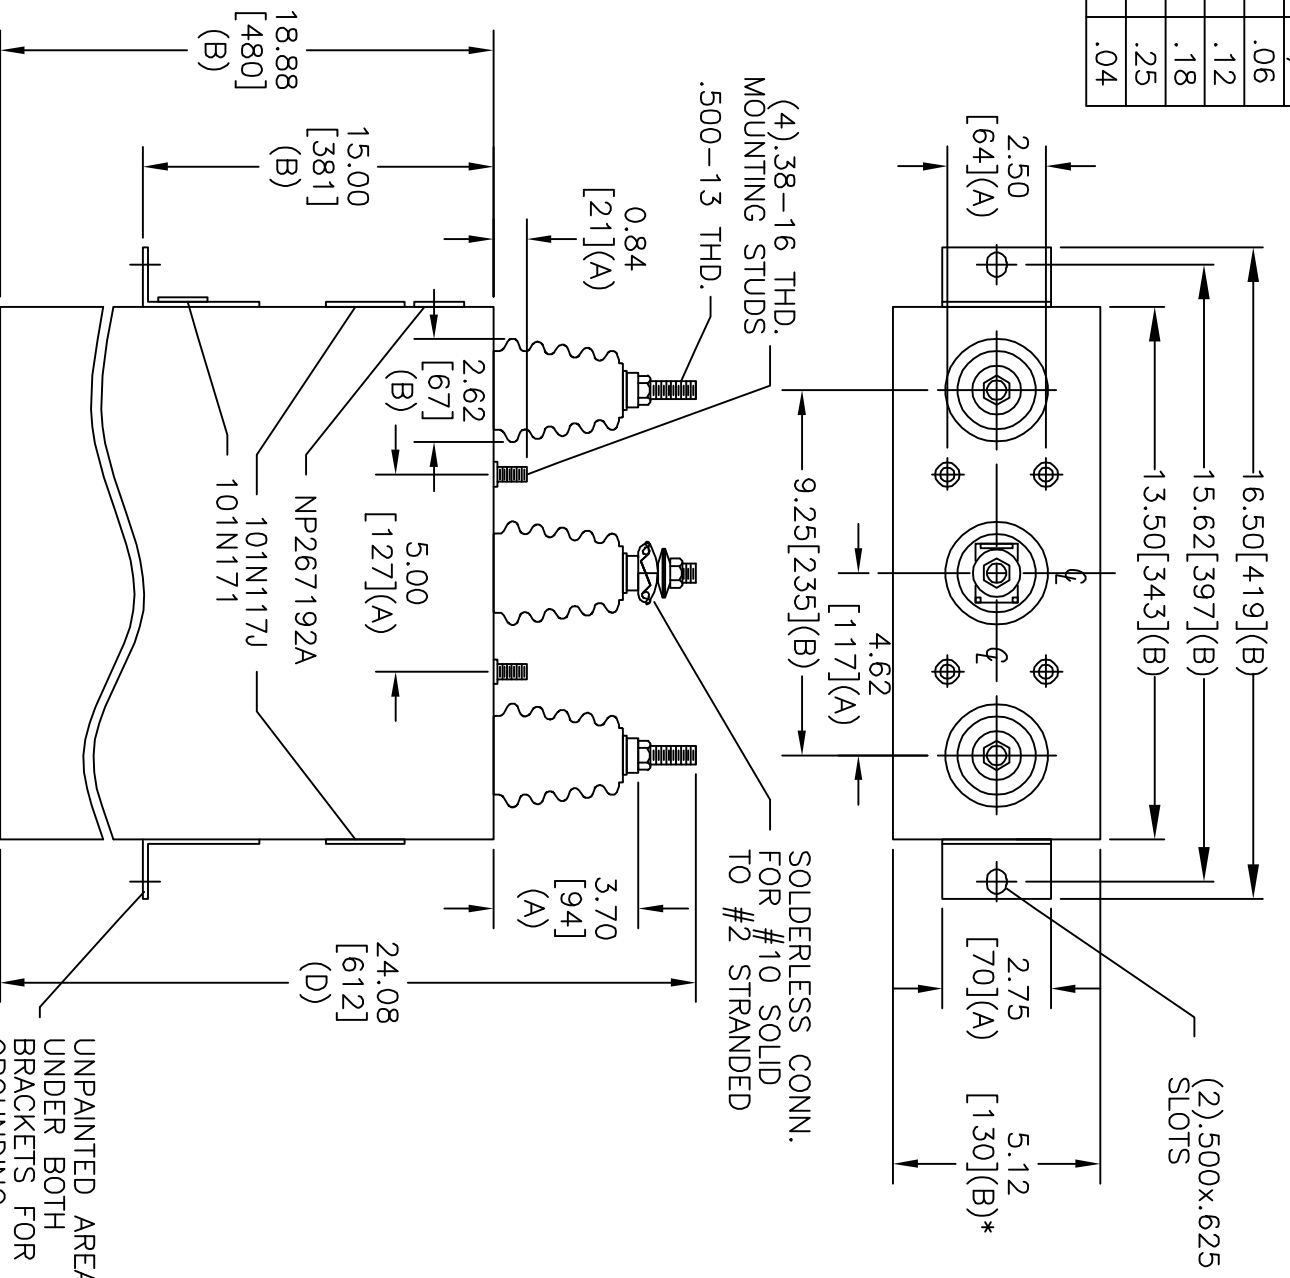 .06
.12
.18
.25
.04
16.50[419](B)
15.62[397](B)
13.50[343](B)
2.50
[64](A)
9.25[235](B)
4.62
[117](A)
2.75
[70](A)
5.12
[130](B)*
(2).500x.625
SLOTS
(4).38-16 THD.
MOUNTING STUDS
.500-13 THD.
0.84
[21](A)
15.00
[381]
(B)
18.88
[480]
(B)
2.62
[67]
(B)
5.00
[127](A)
NP267192A
101N117J
101N171
SOLDERLESS CONN.
FOR #10 SOLID
TO #2 STRANDED
3.70
[94]
(A)
24.08
[612]
(D)
UNPAINTED AREA
UNDER BOTH
BRACKETS FOR